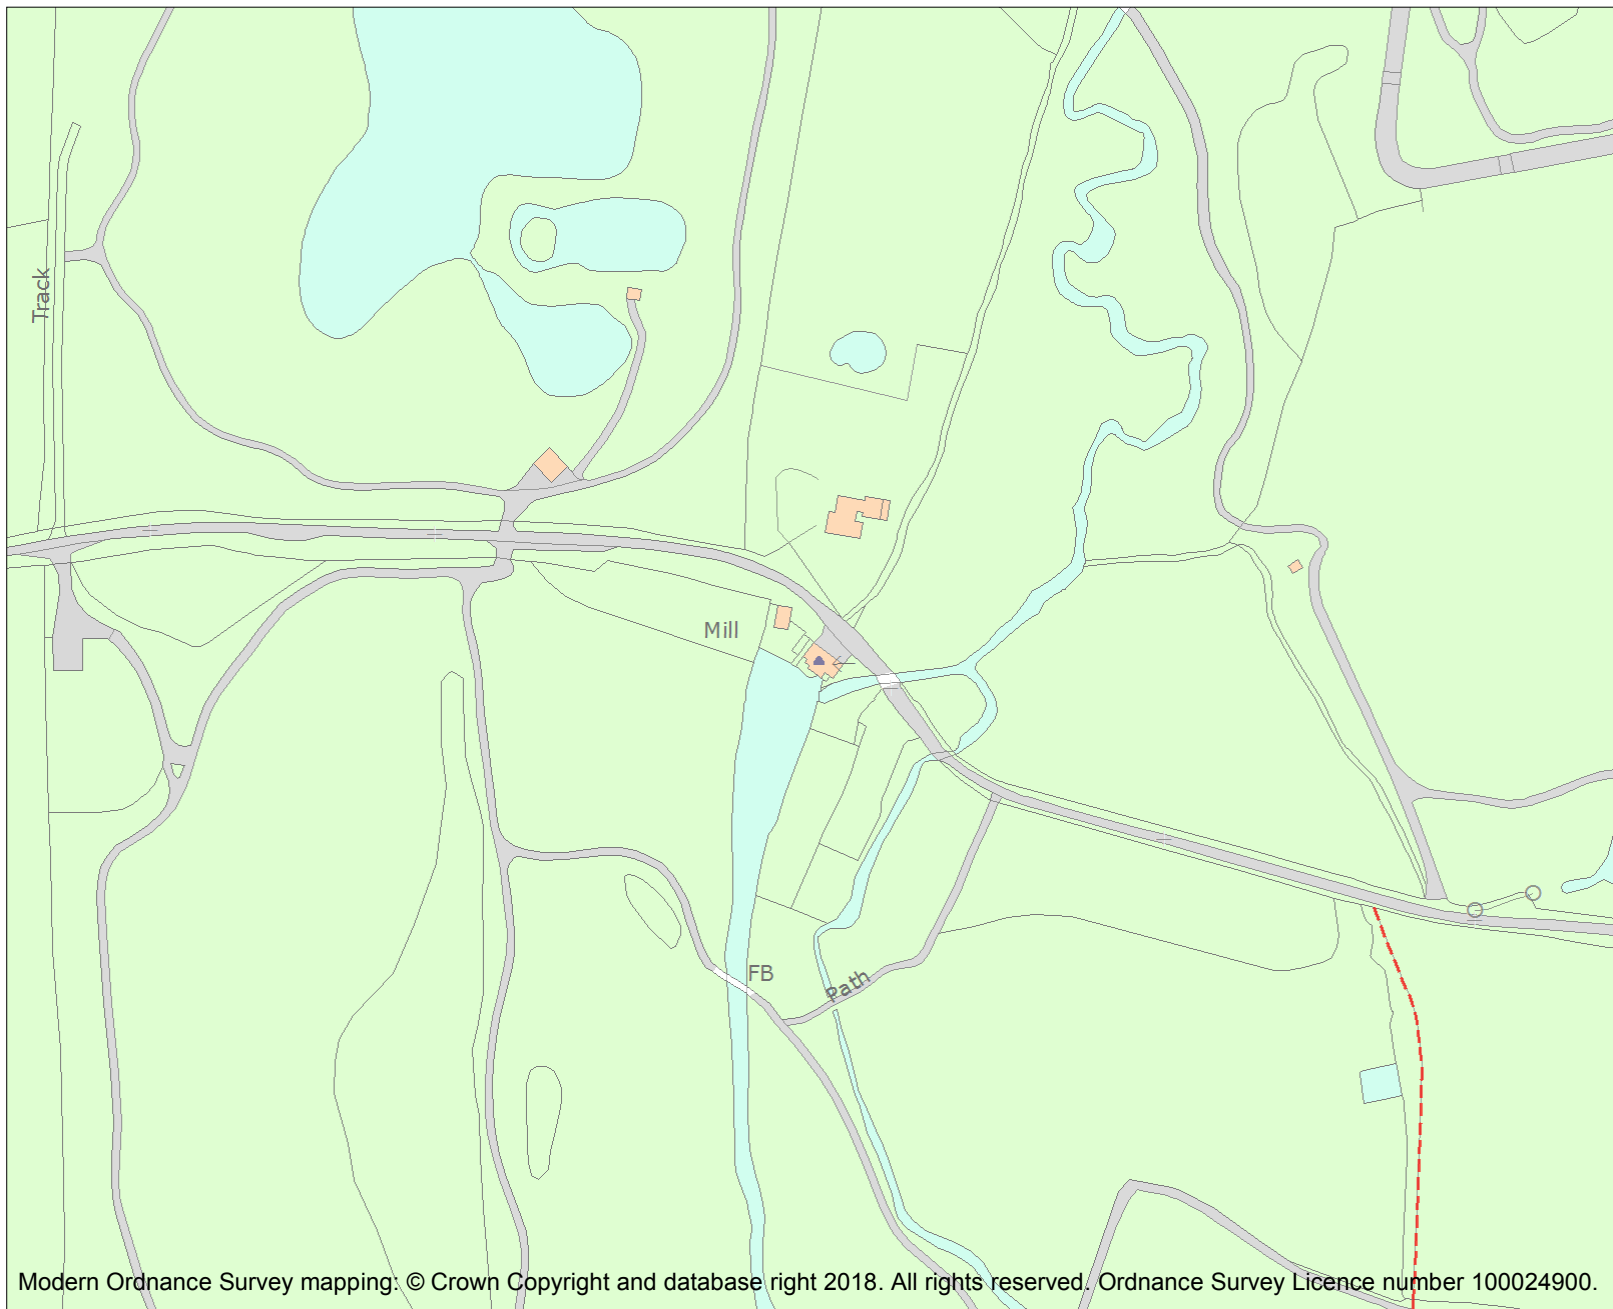 Track
Mill
FB
Path
Modern Ordnance Survey mapping: © Crown Copyright and database right 2018. All rights reserved. Ordnance Survey Licence number 100024900.